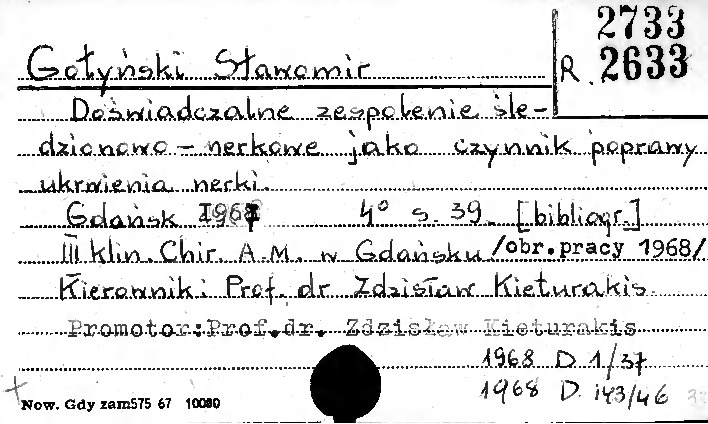 2733
Gołyński Sławomir R. 2633
Doświadczalne zespolenie śle-
dzionowo - nerkowe jako czynnik poprawy
ukrwienia nerki.
Gdańsk 1967 4° s. 39. [bibliogr.]
III klin. Chir. A.M. w Gdańsku /obr. pracy 1968/
Kierownik: Prof. dr Zdzisław Kieturakis
Promotor: Prof.dr. Zdzisław Kieturakis
1968 D 1/37
1968 D. 143/46
Now. Gdy zam575 67 10080